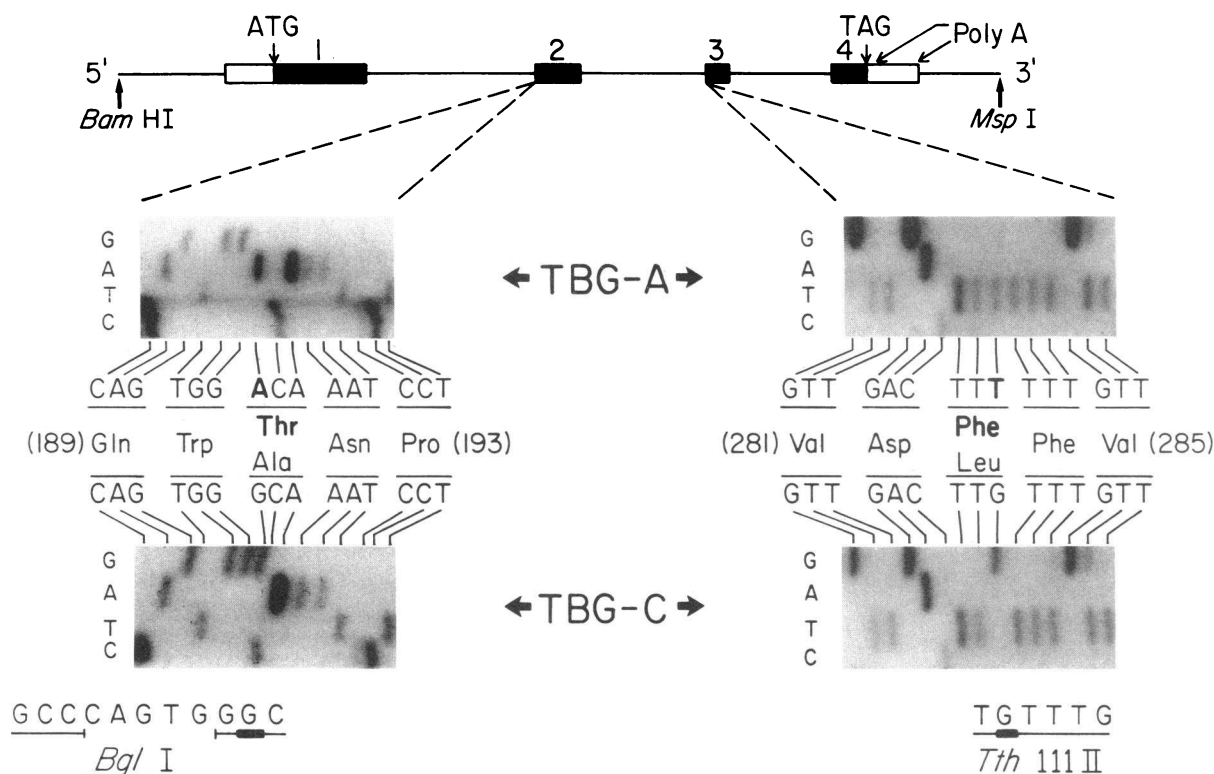 ATG TAG
1 2 3 4 Poly A
5' 3'
Bam HI Msp I
G
A
T
C
← TBG-A →
G
A
T
C
CAG TGG ACA AAT CCT
Thr
(189) Gln Trp Asn Pro (193)
Ala
CAG TGG GCA AAT CCT
GTT GAC TTT TTT GTT
Phe
(281) Val Asp Phe Val (285)
Leu
GTT GAC TTG TTT GTT
G
A
T
C
← TBG-C →
G
A
T
C
GCCCAGTGGGC
Bgl I
TGTTTG
Tth 111 II